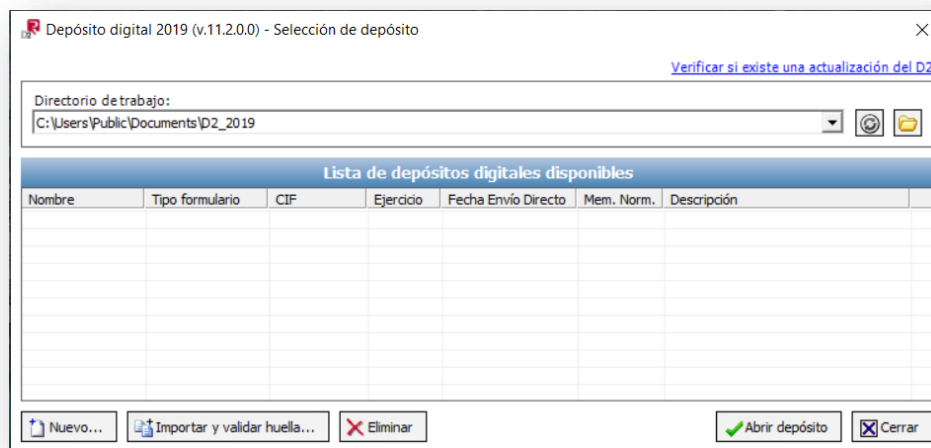 Depósito digital 2019 (v.11.2.0.0) - Selección de depósito
Verificar si existe una actualización del D2
Directorio de trabajo:
C:\Users\Public\Documents\D2_2019
Lista de depósitos digitales disponibles
Nombre Tipo formulario CIF Ejercicio Fecha Envío Directo Mem. Norm. Descripción
Nuevo... Importar y validar huella... Eliminar Abrir depósito Cerrar